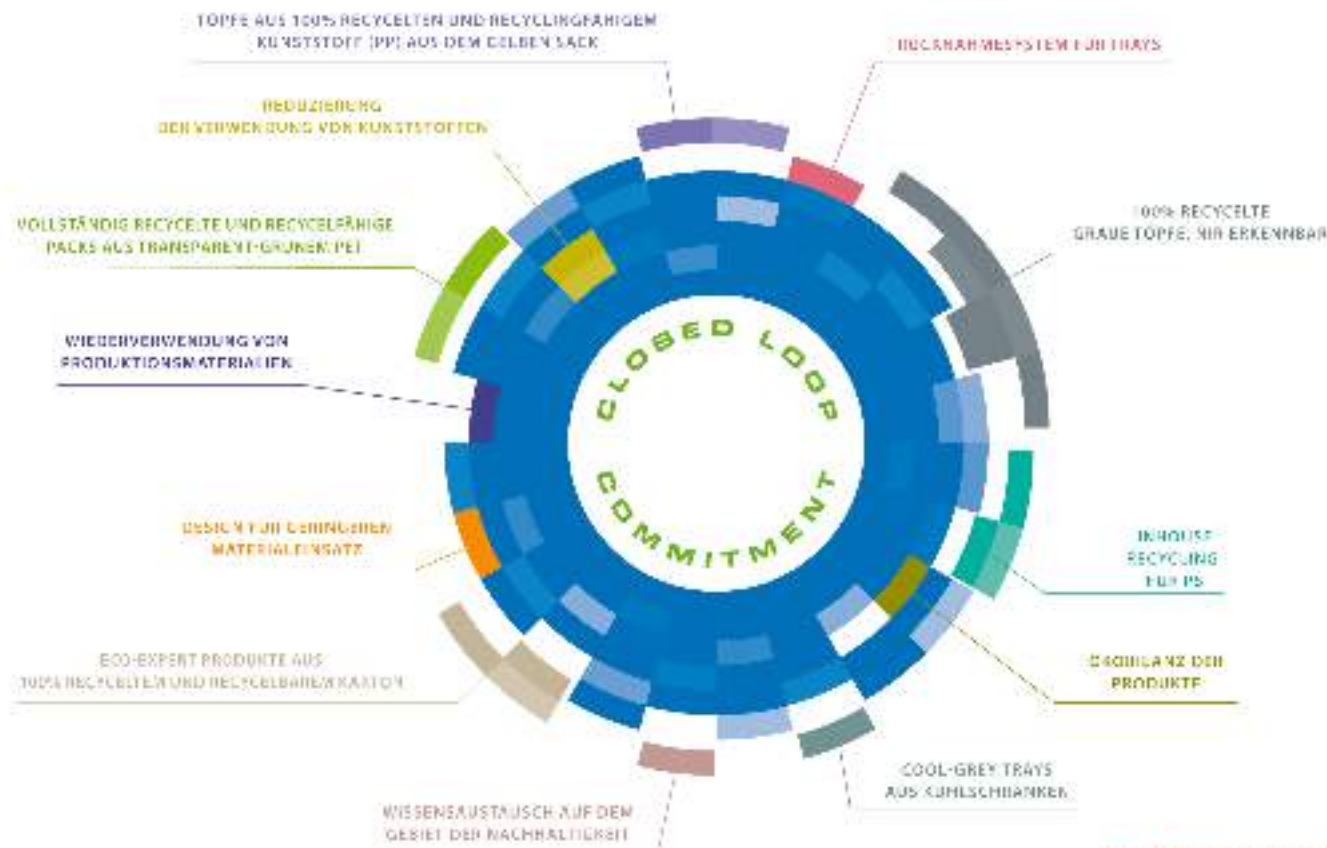 TÖPFE AUS 100% RECYCELTEN UND RECYCLINGFÄHIGEM
KUNSTSTOFF (PP) AUS DEM GELBEN SACK
RÜCKNAHMESYSTEM FÜR TRAYS
REDUZIERUNG
DER VERWENDUNG VON KUNSTSTOFFEN
100% RECYCELTE
GRAUE TÖPFE, NIR ERKENNBAR
VOLLSTÄNDIG RECYCELTE UND RECYCELFÄHIGE
PACKS AUS TRANSPARENT-GRÜNEM PET
WIEDERVERWENDUNG VON
PRODUKTIONSMATERIALIEN
CLOSED LOOP
COMMITMENT
DESIGN FÜR GERINGEREN
MATERIALEINSATZ
INHOUSE
RECYCLING
FÜR PS
ECO-EXPERT PRODUKTE AUS
100% RECYCELTEM UND RECYCELBAREM KARTON
ÖKOBILANZ DER
PRODUKTE
COOL-GREY TRAYS
AUS KÜHLSCHRÄNKEN
WISSENSAUSTAUSCH AUF DEM
GEBIET DER NACHHALTIGKEIT